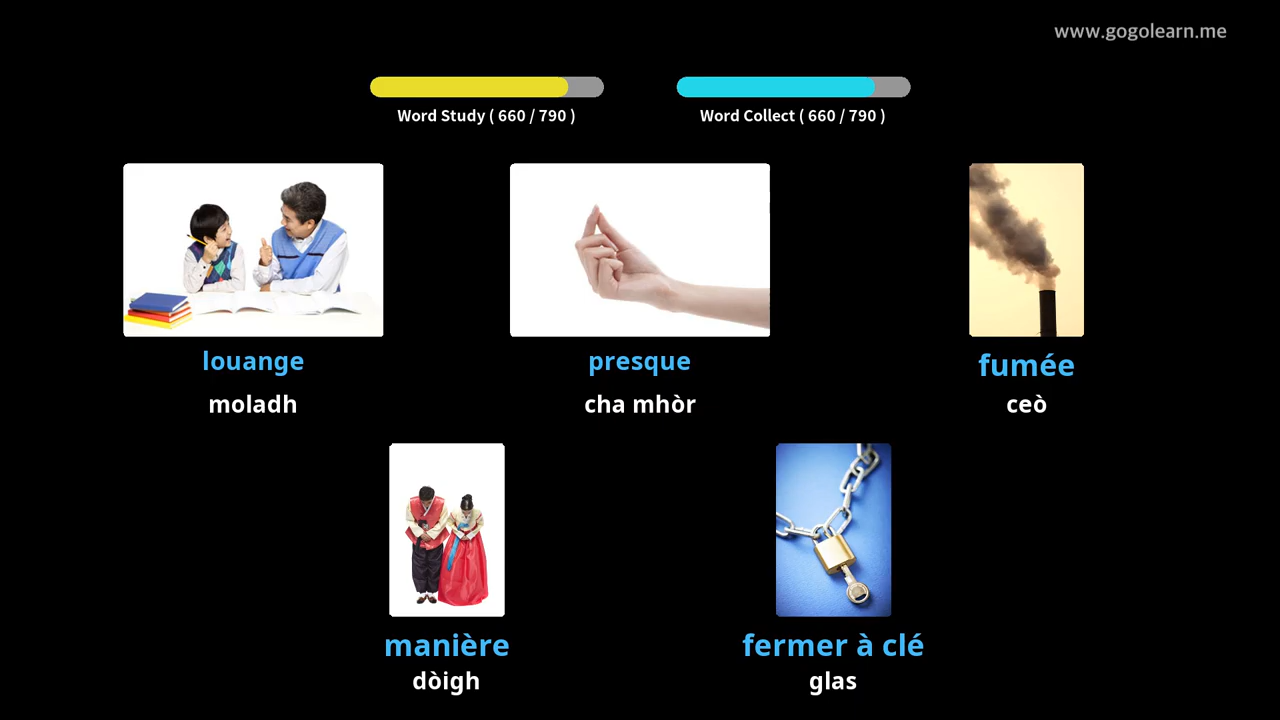 www.gogolearn.me
Word Study ( 660 / 790 )
Word Collect ( 660 / 790 )
louange
moladh
presque
cha mhòr
fumée
ceò
manière
dòigh
fermer à clé
glas